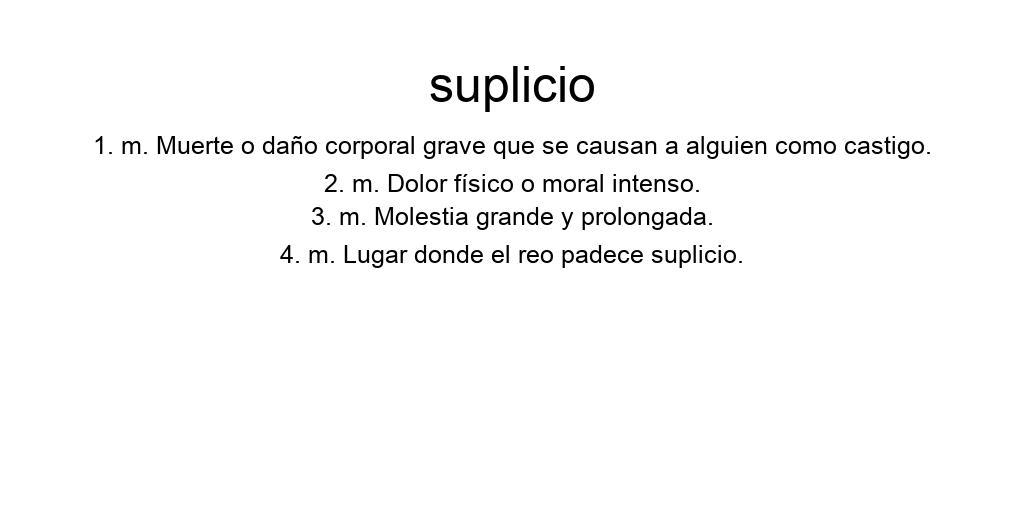 suplicio
1. m. Muerte o daño corporal grave que se causan a alguien como castigo.
2. m. Dolor físico o moral intenso.
3. m. Molestia grande y prolongada.
4. m. Lugar donde el reo padece suplicio.